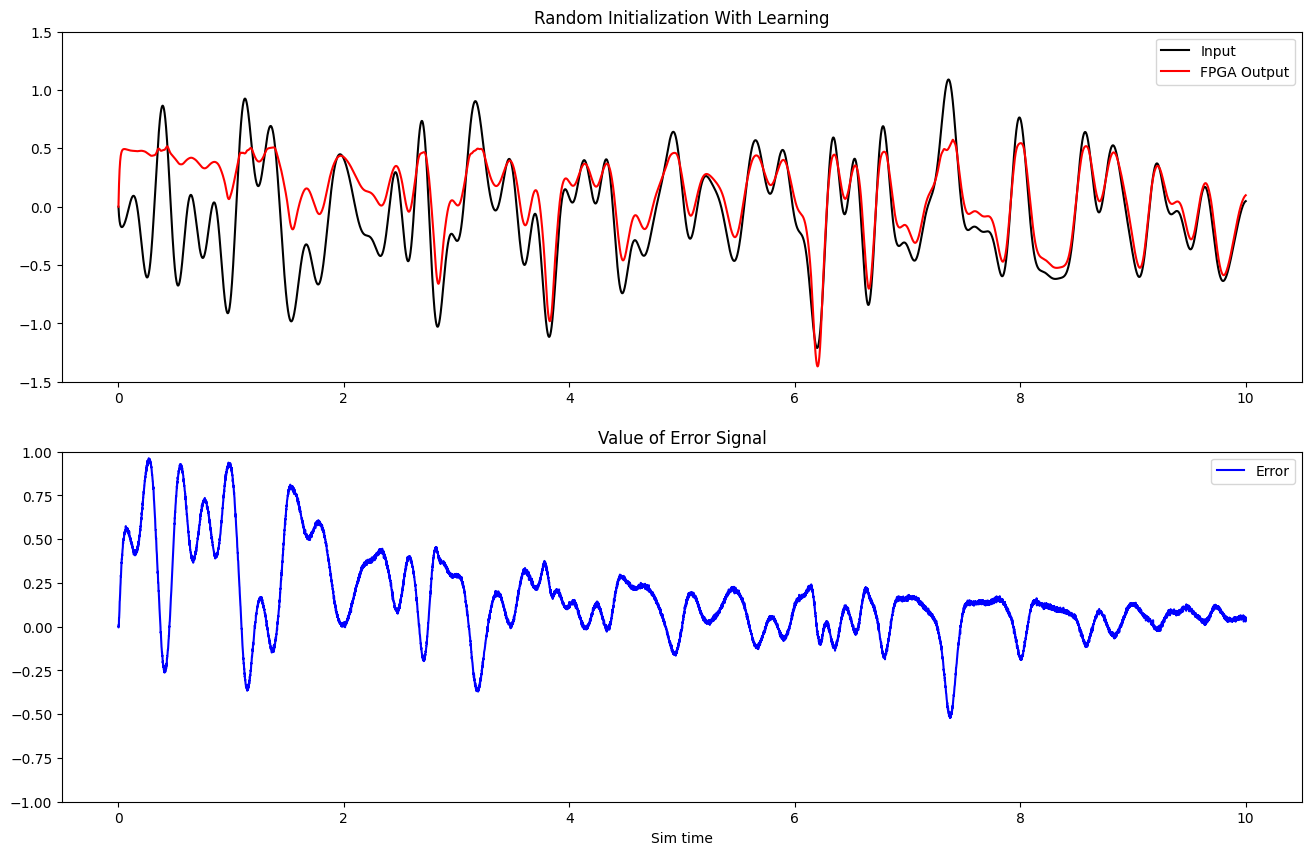 Random Initialization With Learning
1.5
1.0
0.5
0.0
−0.5
−1.0
−1.5
Input
FPGA Output
0 2 4 6 8 10
Value of Error Signal
1.00
0.75
0.50
0.25
0.00
−0.25
−0.50
−0.75
−1.00
Error
0 2 4 6 8 10
Sim time